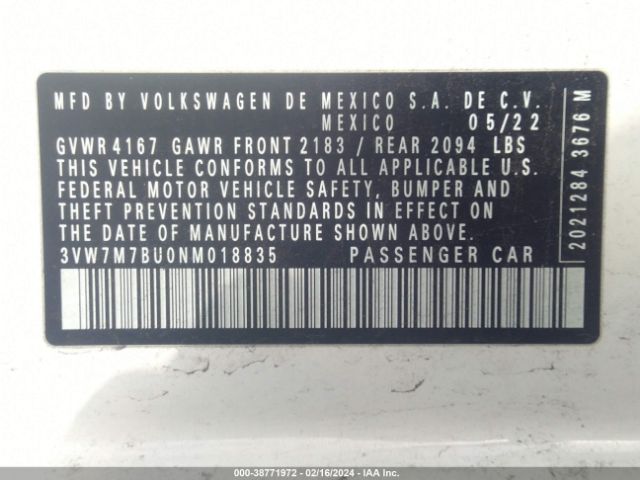 MFD BY VOLKSWAGEN DE MEXICO S.A. DE C.V.
MEXICO 05/22
GVWR 4167 GAWR FRONT 2183 / REAR 2094 LBS
THIS VEHICLE CONFORMS TO ALL APPLICABLE U.S.
FEDERAL MOTOR VEHICLE SAFETY, BUMPER AND
THEFT PREVENTION STANDARDS IN EFFECT ON
THE DATE OF MANUFACTURE SHOWN ABOVE.
3VW7M7BU0NM018835 PASSENGER CAR
2021284 3676 M
000-38771972 - 02/16/2024 - IAA Inc.